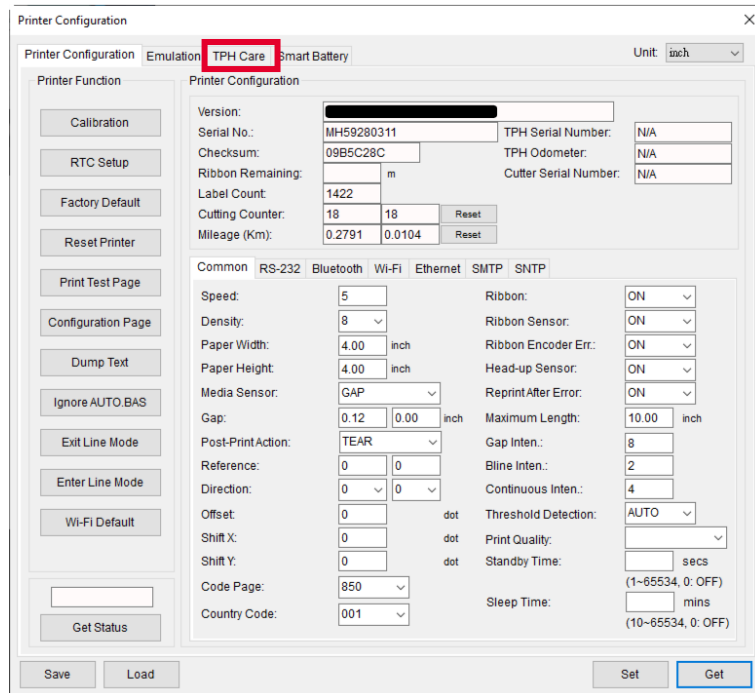 Printer Configuration
Printer Configuration Emulation TPH Care Smart Battery Unit: inch
Printer Function
Calibration
RTC Setup
Factory Default
Reset Printer
Print Test Page
Configuration Page
Dump Text
Ignore AUTO.BAS
Exit Line Mode
Enter Line Mode
Wi-Fi Default
Get Status
Printer Configuration
Version:
Serial No.: MH59280311 TPH Serial Number: N/A
Checksum: 09B5C28C TPH Odometer: N/A
Ribbon Remaining: m Cutter Serial Number: N/A
Label Count: 1422
Cutting Counter: 18 18 Reset
Mileage (Km): 0.2791 0.0104 Reset
Common RS-232 Bluetooth Wi-Fi Ethernet SMTP SNTP
Speed: 5 Ribbon: ON
Density: 8 Ribbon Sensor: ON
Paper Width: 4.00 inch Ribbon Encoder Err.: ON
Paper Height: 4.00 inch Head-up Sensor: ON
Media Sensor: GAP Reprint After Error: ON
Gap: 0.12 0.00 inch Maximum Length: 10.00 inch
Post-Print Action: TEAR Gap Inten.: 8
Reference: 0 0 Bline Inten.: 2
Direction: 0 0 Continuous Inten.: 4
Offset: 0 dot Threshold Detection: AUTO
Shift X: 0 dot Print Quality:
Shift Y: 0 dot Standby Time: secs
(1~65534, 0: OFF)
Code Page: 850
Sleep Time: mins
Country Code: 001
(10~65534, 0: OFF)
Save Load Set Get